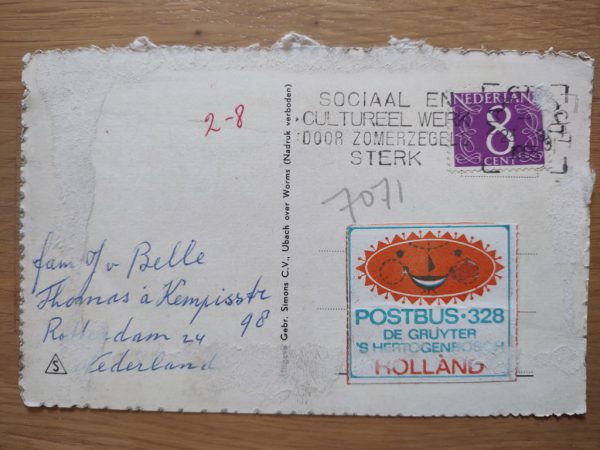 2-8
fam v Belle
Thomas à Kempisstr
98
Rotterdam 24
Nederland
S
Gebr. Simons C.V., Ubach over Worms (Nadruk verboden)
SOCIAAL EN
CULTUREEL WERK
DOOR ZOMERZEGELS
STERK
NEDERLAND
8
CENT
7071
POSTBUS·328
DE GRUYTER
'S HERTOGENBOSCH
HOLLAND